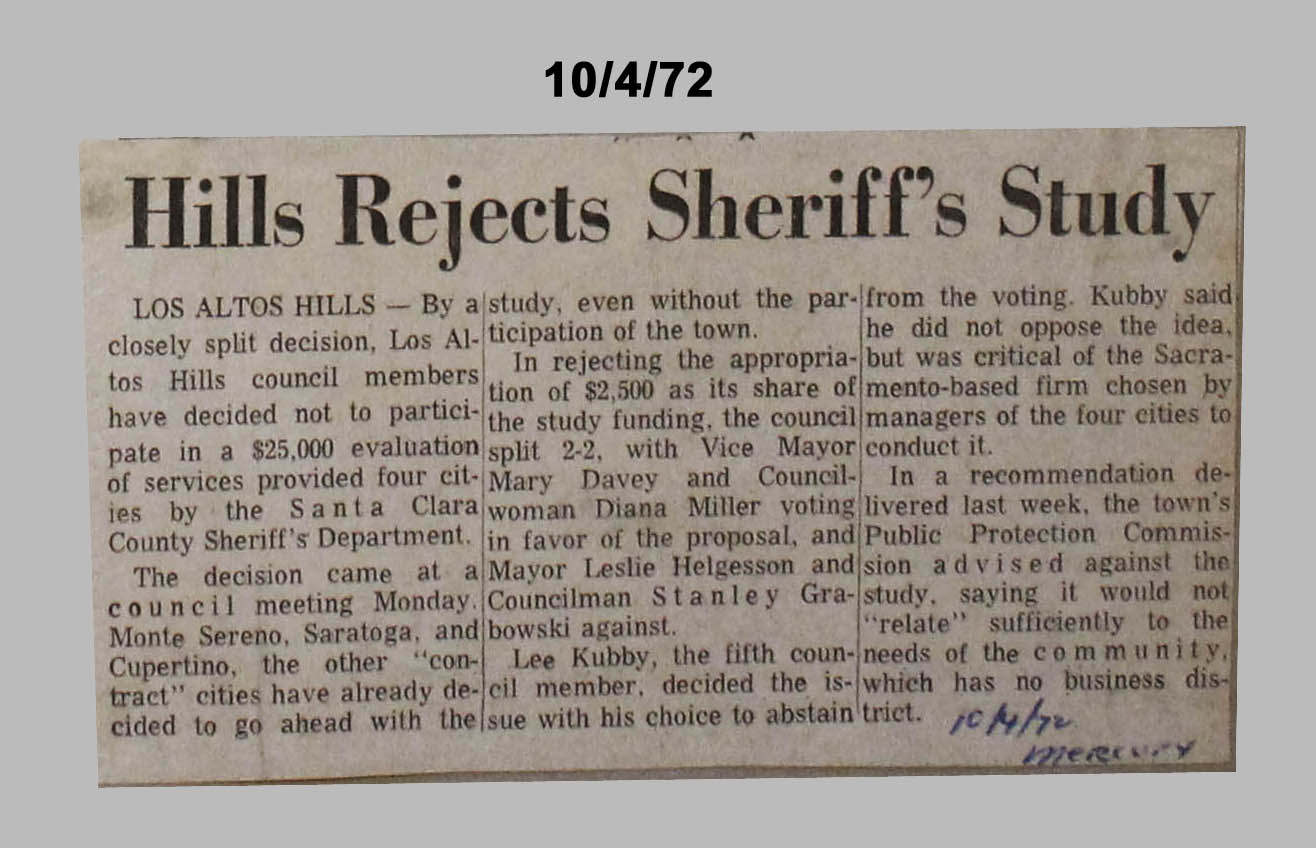 10/4/72
Hills Rejects Sheriff's Study
LOS ALTOS HILLS — By a
closely split decision, Los Al-
tos Hills council members
have decided not to partici-
pate in a $25,000 evaluation
of services provided four cit-
ies by the Santa Clara
County Sheriff's Department.
The decision came at a
council meeting Monday.
Monte Sereno, Saratoga, and
Cupertino, the other "con-
tract" cities have already de-
cided to go ahead with the
study, even without the par-
ticipation of the town.
In rejecting the appropria-
tion of $2,500 as its share of
the study funding, the council
split 2-2, with Vice Mayor
Mary Davey and Council-
woman Diana Miller voting
in favor of the proposal, and
Mayor Leslie Helgesson and
Councilman Stanley Gra-
bowski against.
Lee Kubby, the fifth coun-
cil member, decided the is-
sue with his choice to abstain
from the voting. Kubby said
he did not oppose the idea,
but was critical of the Sacra-
mento-based firm chosen by
managers of the four cities to
conduct it.
In a recommendation de-
livered last week, the town's
Public Protection Commis-
sion advised against the
study, saying it would not
"relate" sufficiently to the
needs of the community,
which has no business dis-
trict.
10/4/72
MERCURY